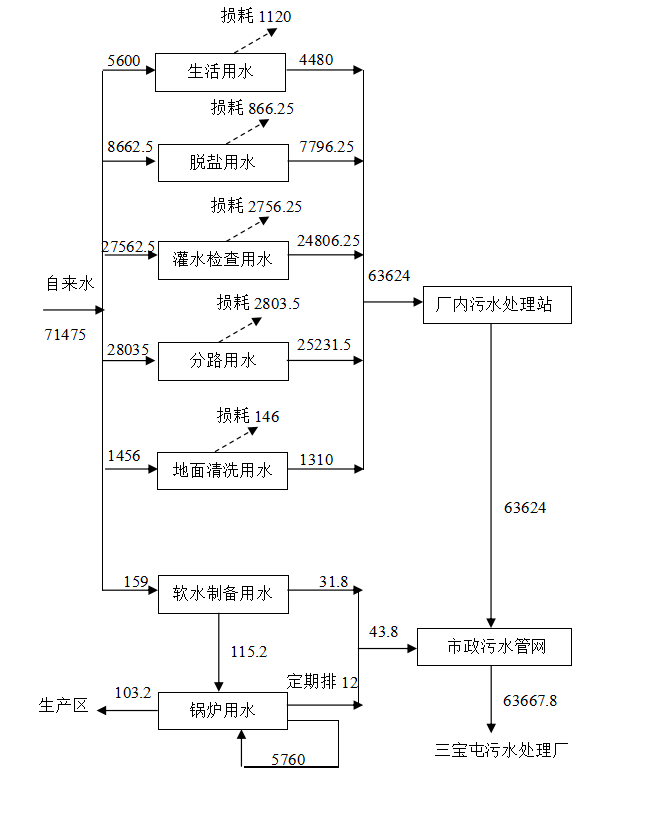 损耗 1120
5600
生活用水
4480
损耗 866.25
8662.5
脱盐用水
7796.25
损耗 2756.25
27562.5
灌水检查用水
24806.25
自来水
71475
63624
厂内污水处理站
损耗 2803.5
28035
分路用水
25231.5
损耗 146
1456
地面清洗用水
1310
63624
159
软水制备用水
31.8
43.8
市政污水管网
115.2
定期排 12
生产区
103.2
锅炉用水
63667.8
5760
三宝屯污水处理厂